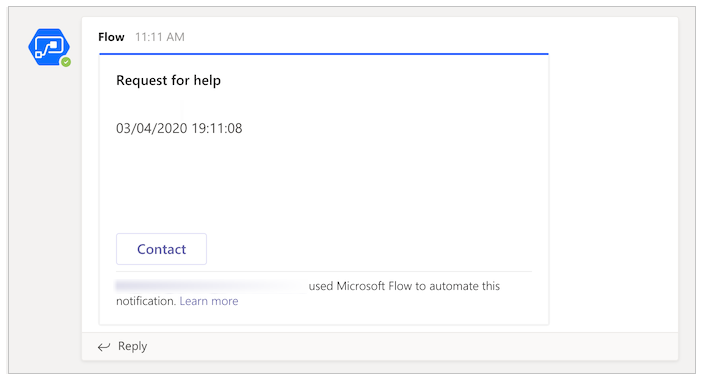 Flow 11:11 AM
Request for help
03/04/2020 19:11:08
Contact
used Microsoft Flow to automate this
notification. Learn more
Reply